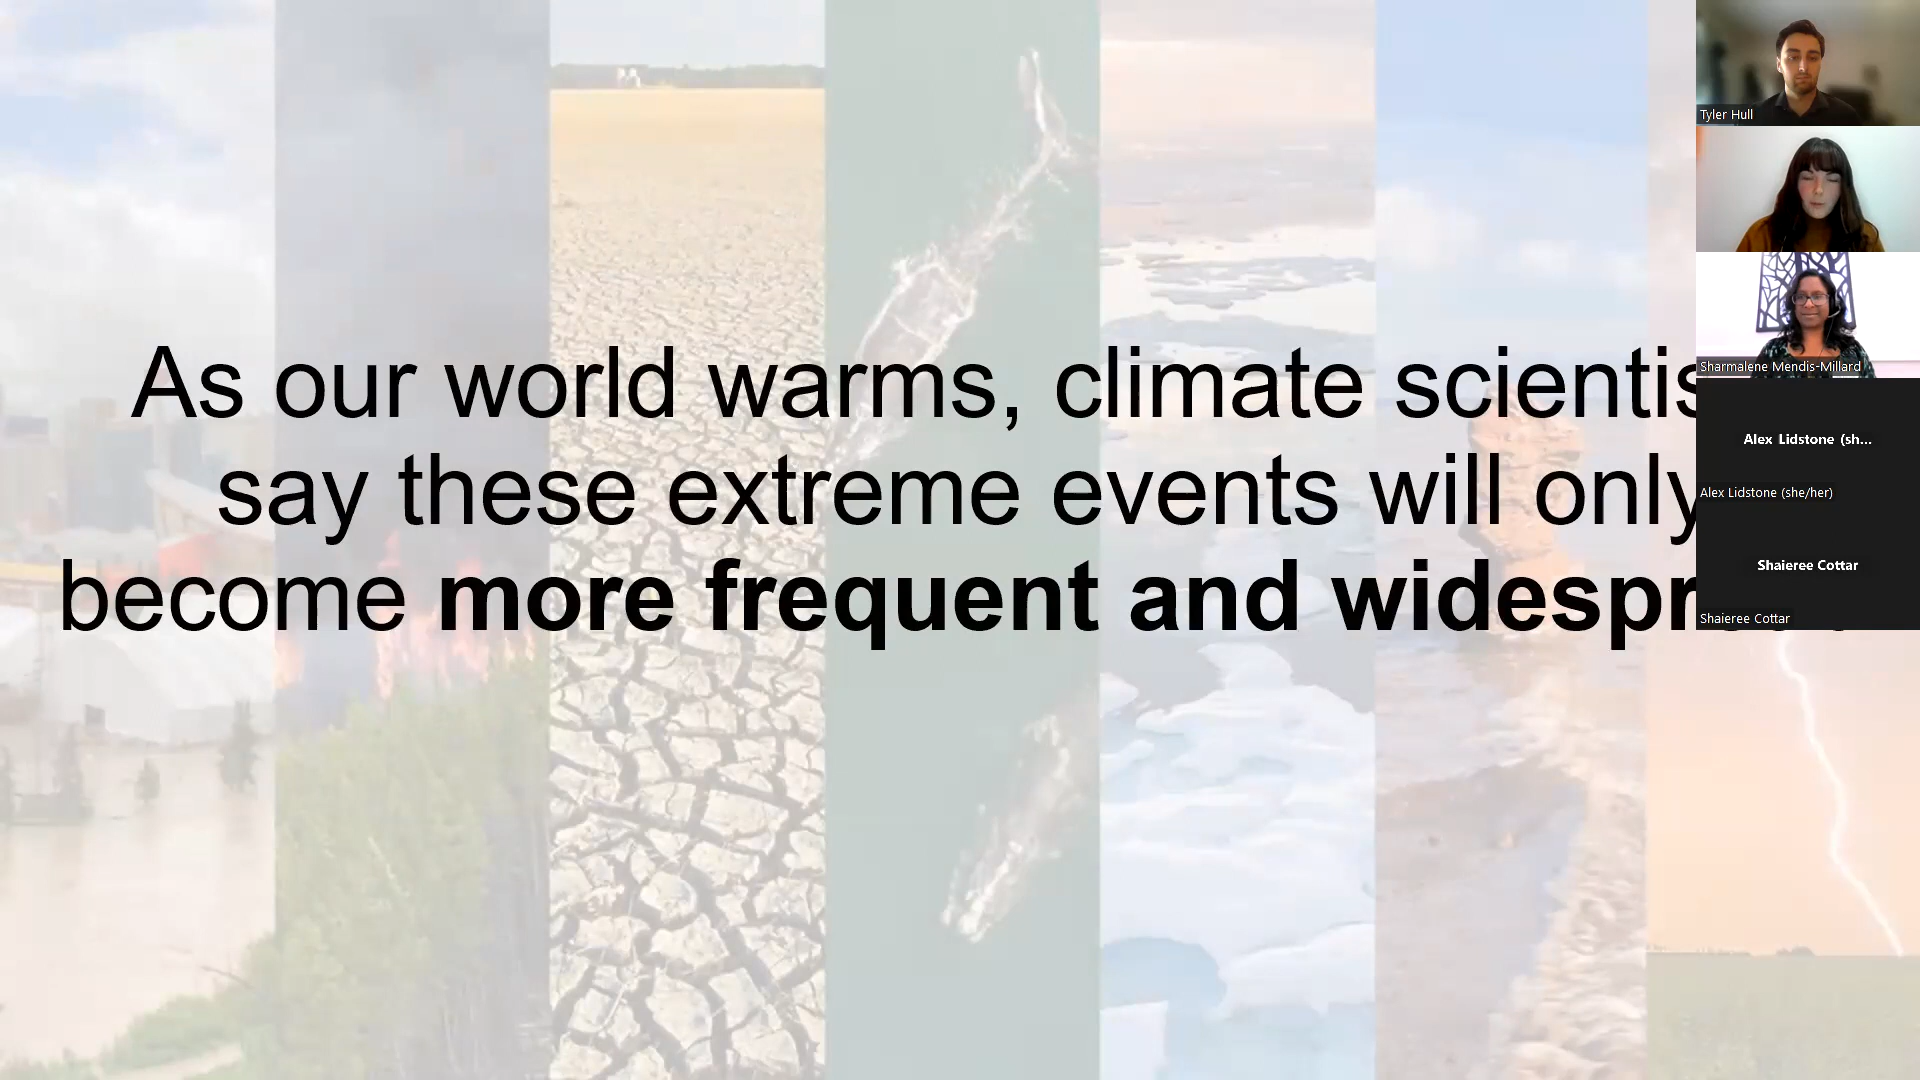 As our world warms, climate scientis
say these extreme events will only
become more frequent and widespr
Tyler Hull
Sharmalene Mendis-Millard
Alex Lidstone (sh...
Alex Lidstone (she/her)
Shaieree Cottar
Shaieree Cottar